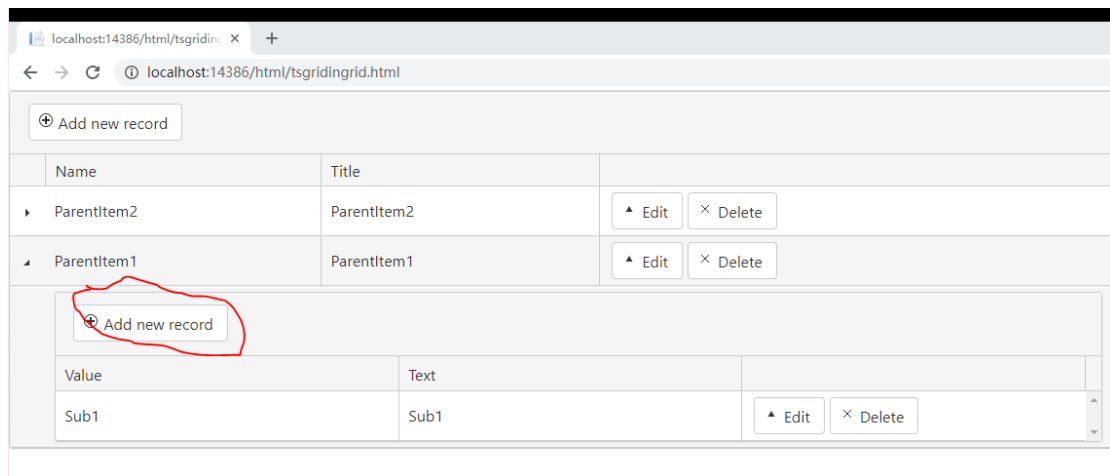 localhost:14386/html/tsgriding
localhost:14386/html/tsgridingrid.html
Add new record
Name Title
ParentItem2 ParentItem2 Edit Delete
ParentItem1 ParentItem1 Edit Delete
Add new record
Value Text
Sub1 Sub1 Edit Delete